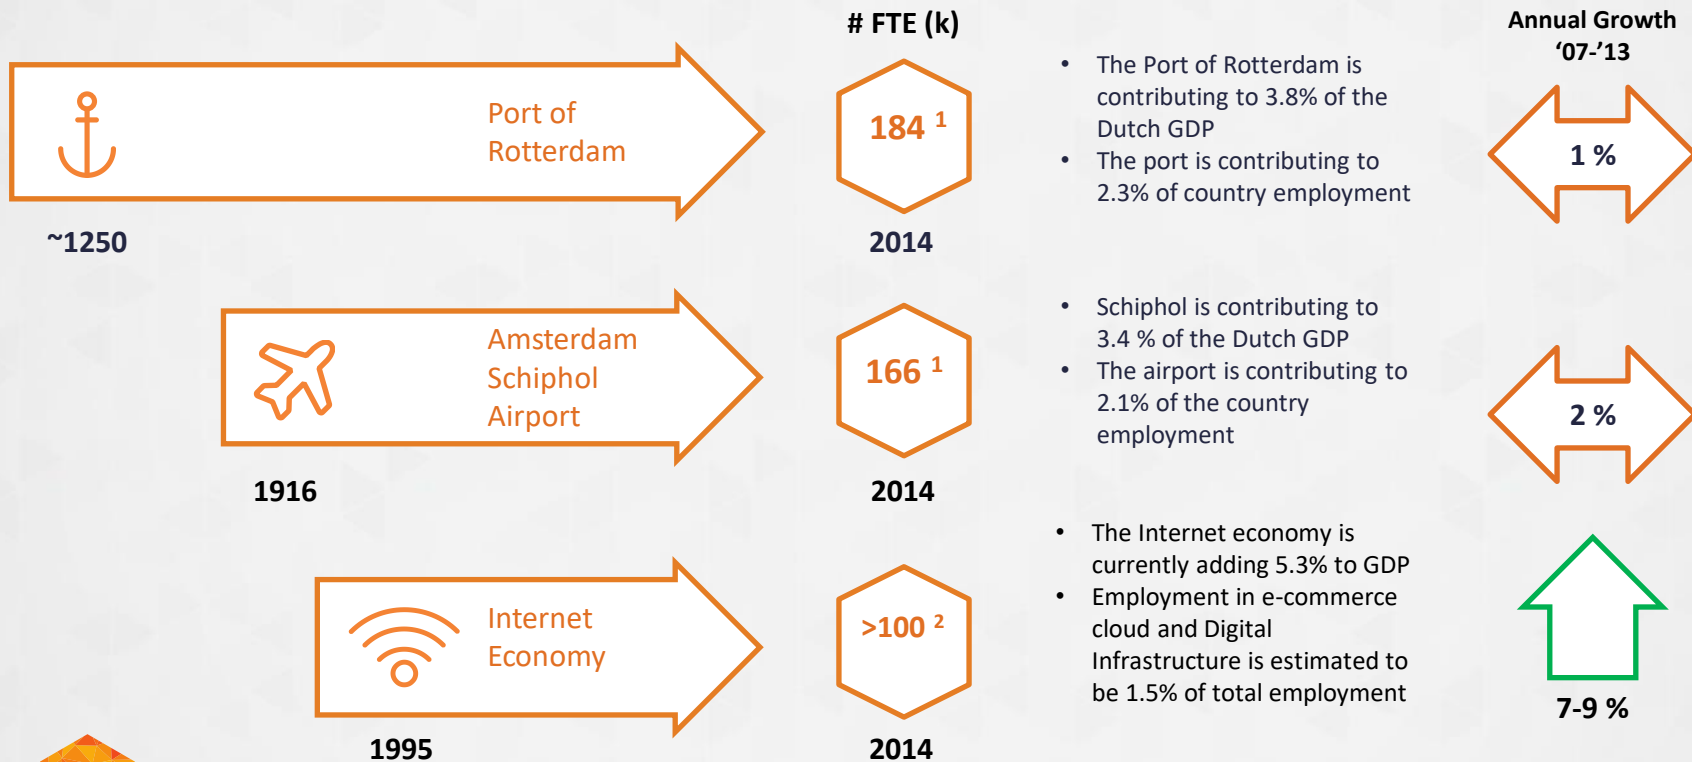 # FTE (k)
Annual Growth
‘07-’13
Port of
Rotterdam
184 ¹
• The Port of Rotterdam is
contributing to 3.8% of the
Dutch GDP
• The port is contributing to
2.3% of country employment
1 %
~1250
2014
Amsterdam
Schiphol
Airport
166 ¹
• Schiphol is contributing to
3.4 % of the Dutch GDP
• The airport is contributing to
2.1% of the country
employment
2 %
1916
2014
Internet
Economy
>100 ²
• The Internet economy is
currently adding 5.3% to GDP
• Employment in e-commerce
cloud and Digital
Infrastructure is estimated to
be 1.5% of total employment
7-9 %
1995
2014